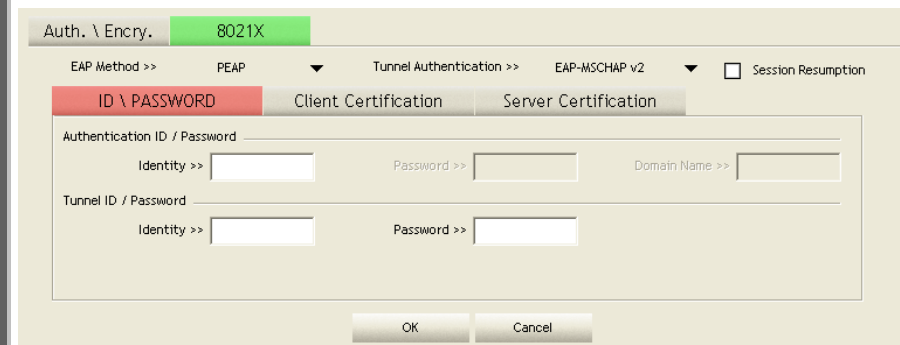 Auth. \ Encry. 8021X
EAP Method >> PEAP Tunnel Authentication >> EAP-MSCHAP v2 Session Resumption
ID \ PASSWORD Client Certification Server Certification
Authentication ID / Password
Identity >> Password >> Domain Name >>
Tunnel ID / Password
Identity >> Password >>
OK Cancel